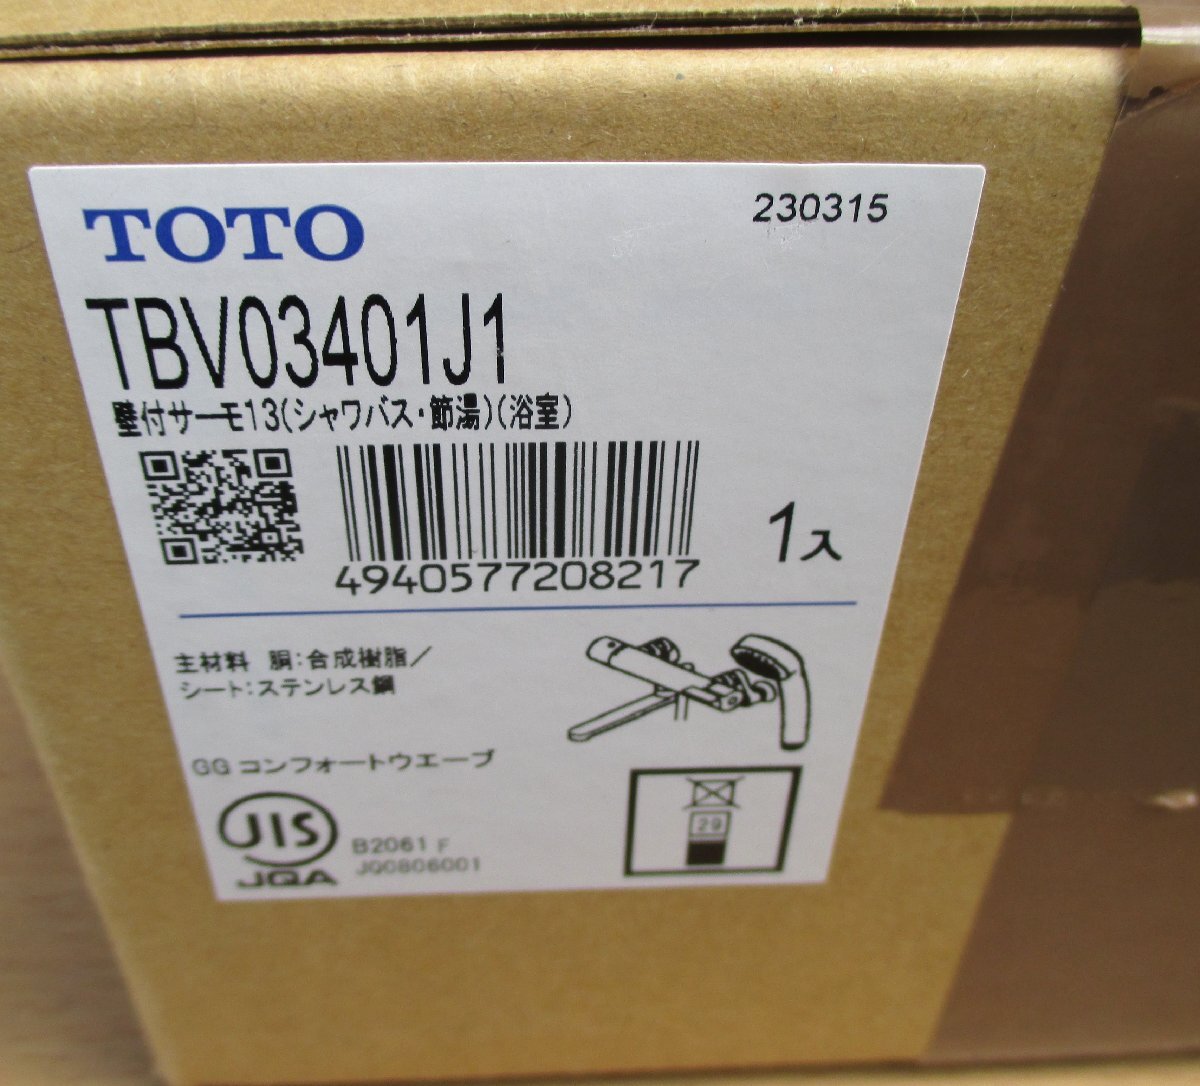 TOTO
230315
TBV03401J1
壁付サーモ13(シャワバス・節湯)(浴室)
4940577208217
1入
主材料 胴:合成樹脂/
シート:ステンレス鋼
GGコンフォートウエーブ
JIS
JQA
B2061 F
JQ0806001
29